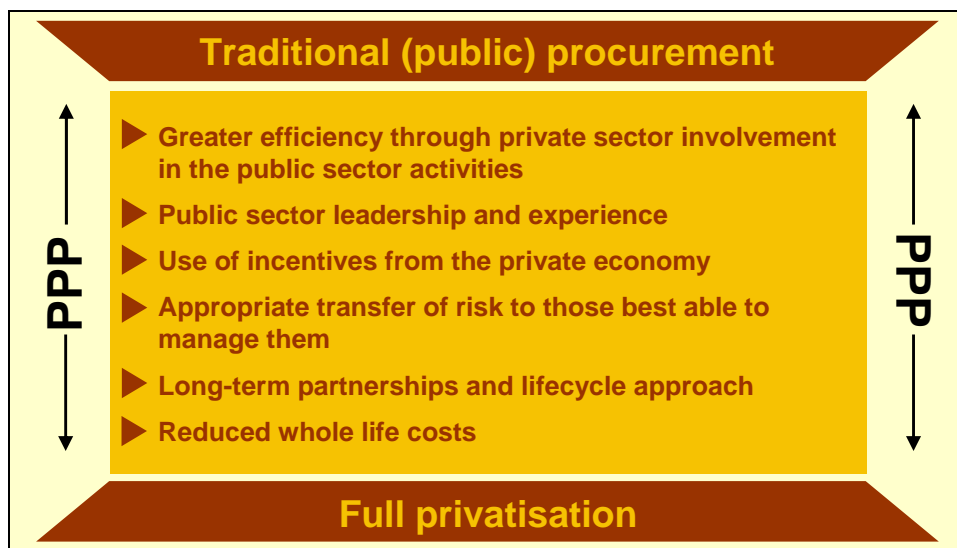 Traditional (public) procurement
PPP
Greater efficiency through private sector involvement
in the public sector activities
Public sector leadership and experience
Use of incentives from the private economy
Appropriate transfer of risk to those best able to
manage them
Long-term partnerships and lifecycle approach
Reduced whole life costs
PPP
Full privatisation